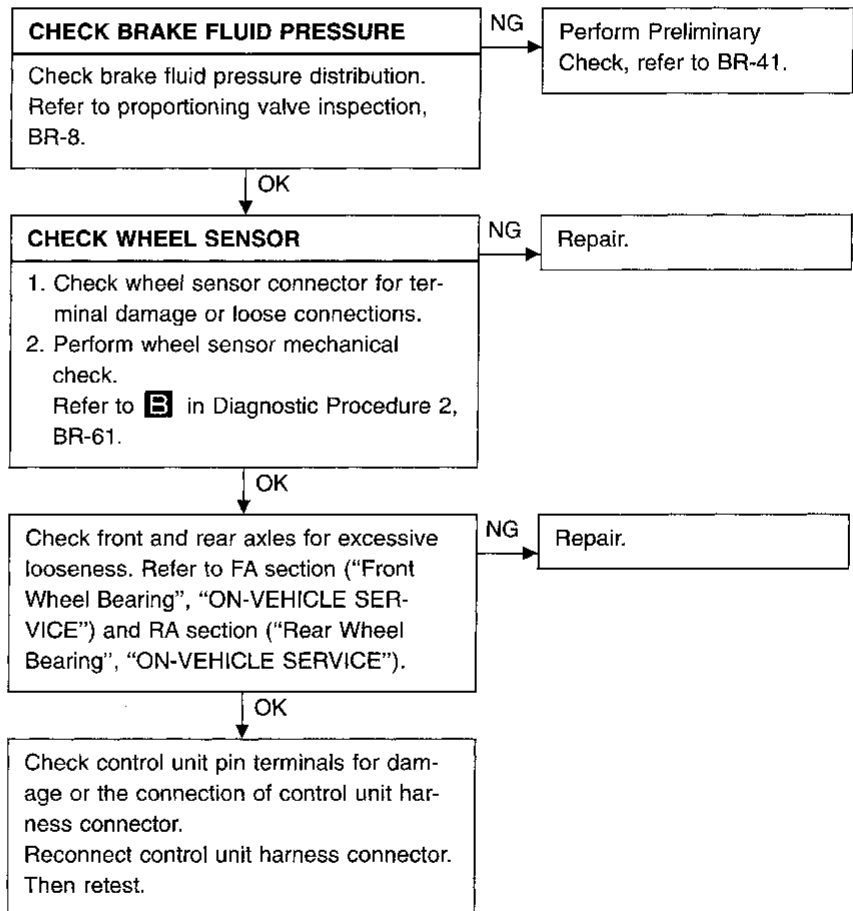 CHECK BRAKE FLUID PRESSURE
Check brake fluid pressure distribution.
Refer to proportioning valve inspection,
BR-8.
NG
Perform Preliminary
Check, refer to BR-41.
OK
CHECK WHEEL SENSOR
1. Check wheel sensor connector for ter-
minal damage or loose connections.
2. Perform wheel sensor mechanical
check.
Refer to B in Diagnostic Procedure 2,
BR-61.
NG
Repair.
OK
Check front and rear axles for excessive
looseness. Refer to FA section (“Front
Wheel Bearing”, “ON-VEHICLE SER-
VICE”) and RA section (“Rear Wheel
Bearing”, “ON-VEHICLE SERVICE”).
NG
Repair.
OK
Check control unit pin terminals for dam-
age or the connection of control unit har-
ness connector.
Reconnect control unit harness connector.
Then retest.